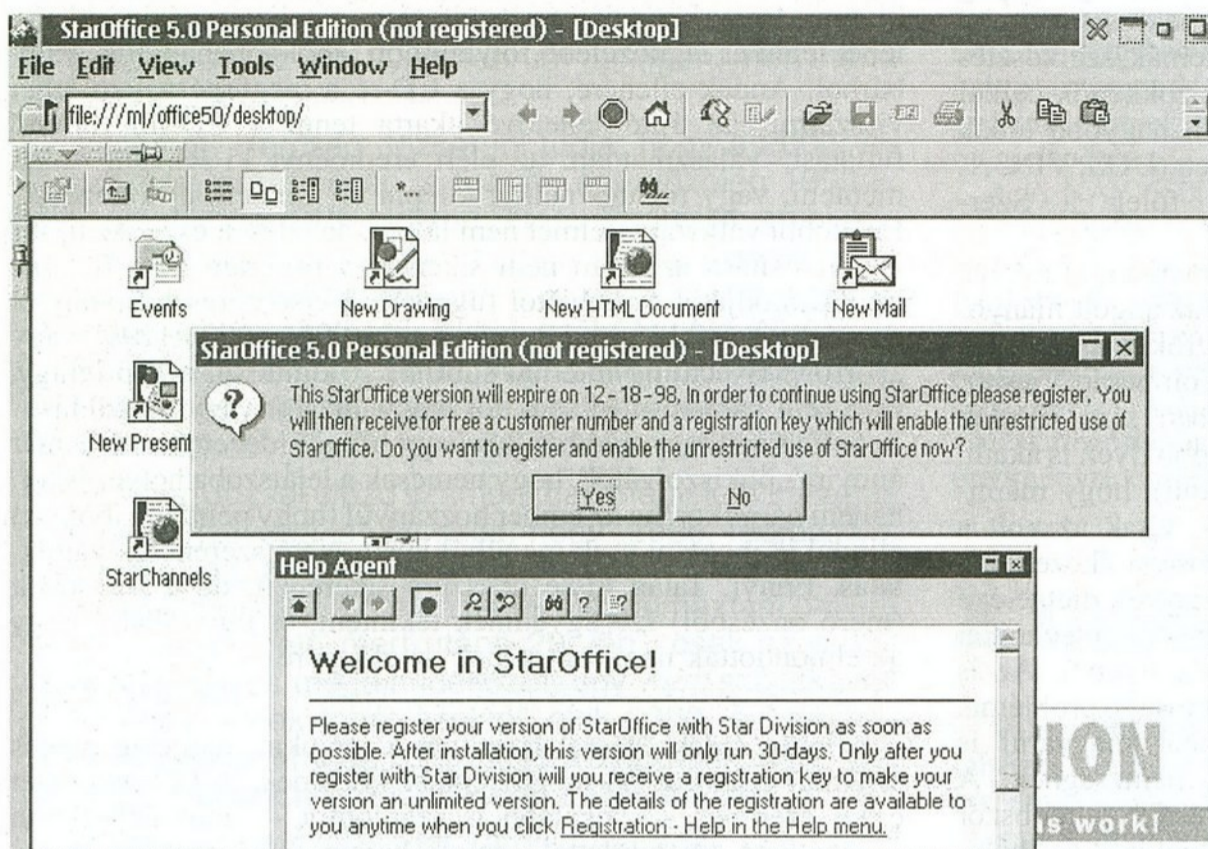 StarOffice 5.0 Personal Edition (not registered) - [Desktop]
File Edit View Tools Window Help
file:///m|/office50/desktop/
Events
New Drawing
New HTML Document
New Mail
New Present
StarChannels
StarOffice 5.0 Personal Edition (not registered) - [Desktop]
This StarOffice version will expire on 12-18-98. In order to continue using StarOffice please register. You
will then receive for free a customer number and a registration key which will enable the unrestricted use of
StarOffice. Do you want to register and enable the unrestricted use of StarOffice now?
Yes No
Help Agent
Welcome in StarOffice!
Please register your version of StarOffice with Star Division as soon as
possible. After installation, this version will only run 30-days. Only after you
register with Star Division will you receive a registration key to make your
version an unlimited version. The details of the registration are available to
you anytime when you click Registration - Help in the Help menu.
ION
s work!